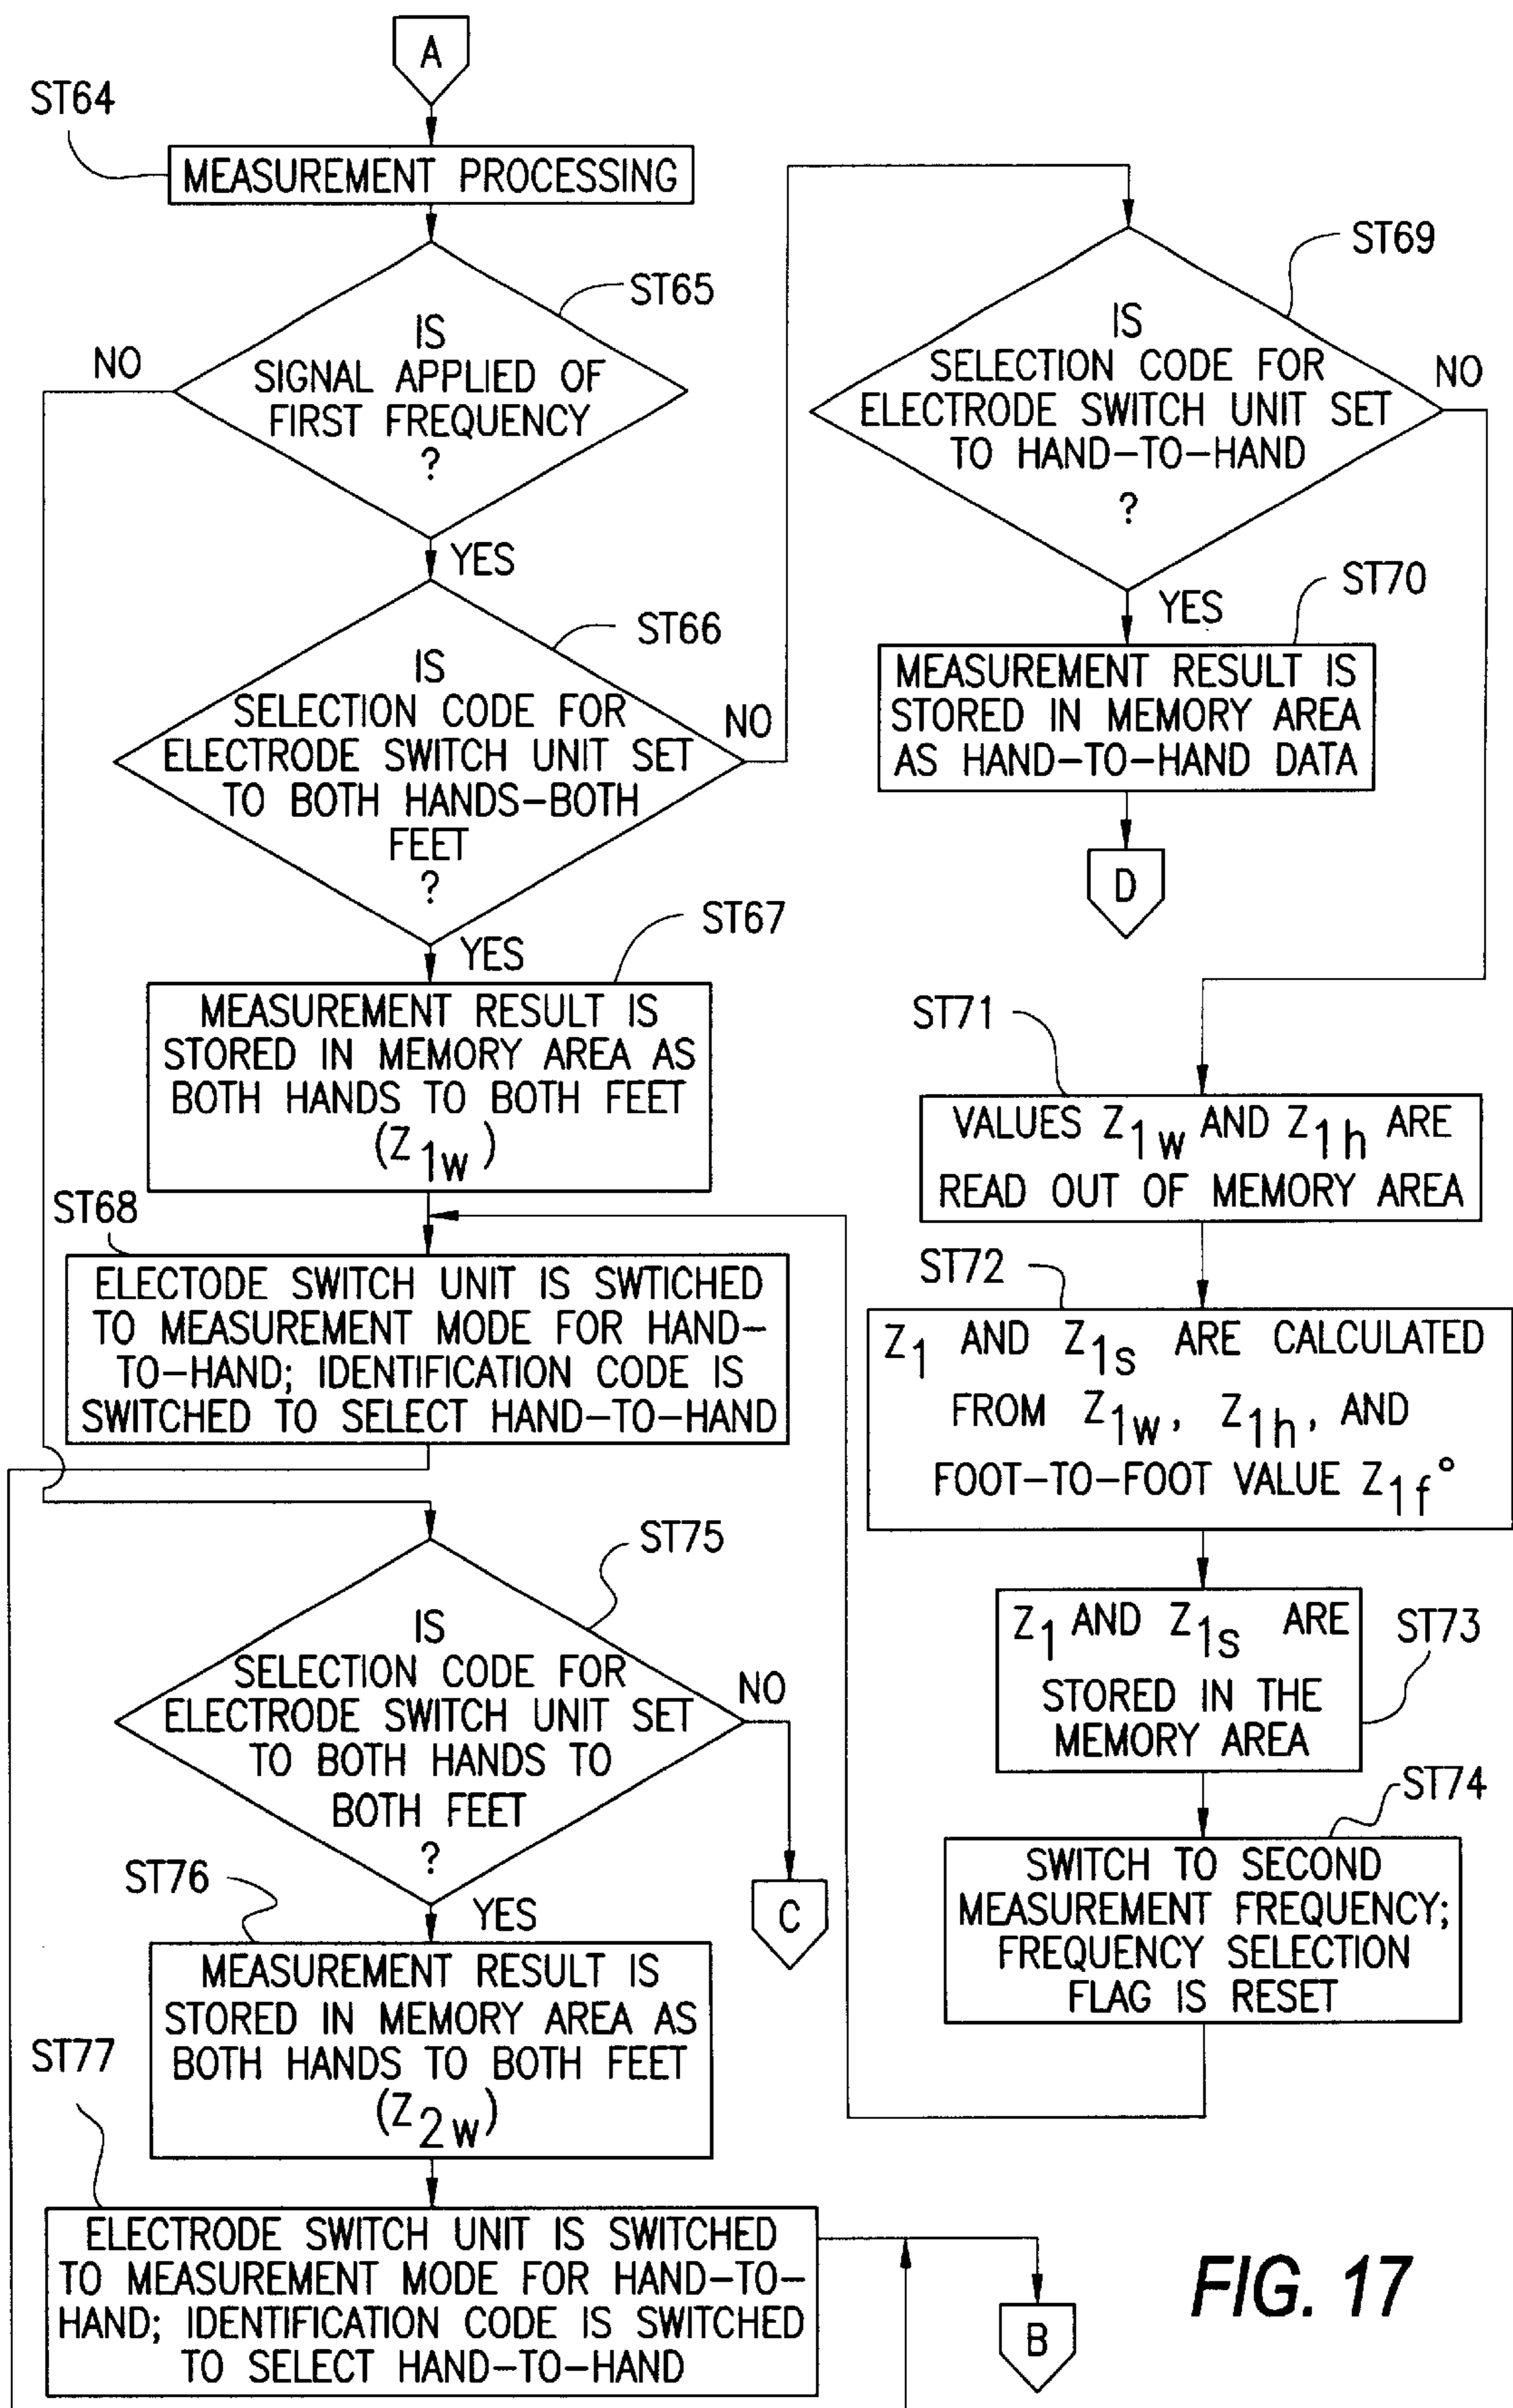 A
ST64
MEASUREMENT PROCESSING
ST65
IS
SIGNAL APPLIED OF
FIRST FREQUENCY
?
NO
YES
ST66
IS
SELECTION CODE FOR
ELECTRODE SWITCH UNIT SET
TO BOTH HANDS-BOTH
FEET
?
NO
YES
ST67
MEASUREMENT RESULT IS
STORED IN MEMORY AREA AS
BOTH HANDS TO BOTH FEET
(Z1w)
ST68
ELECTODE SWITCH UNIT IS SWTICHED
TO MEASUREMENT MODE FOR HAND-
TO-HAND; IDENTIFICATION CODE IS
SWITCHED TO SELECT HAND-TO-HAND
ST75
IS
SELECTION CODE FOR
ELECTRODE SWITCH UNIT SET
TO BOTH HANDS TO
BOTH FEET
?
NO
C
YES
ST76
MEASUREMENT RESULT IS
STORED IN MEMORY AREA AS
BOTH HANDS TO BOTH FEET
(Z2w)
ST77
ELECTRODE SWITCH UNIT IS SWITCHED
TO MEASUREMENT MODE FOR HAND-TO-
HAND; IDENTIFICATION CODE IS SWITCHED
TO SELECT HAND-TO-HAND
ST69
IS
SELECTION CODE FOR
ELECTRODE SWITCH UNIT SET
TO HAND-TO-HAND
?
NO
YES
ST70
MEASUREMENT RESULT IS
STORED IN MEMORY AREA
AS HAND-TO-HAND DATA
D
ST71
VALUES Z1w AND Z1h ARE
READ OUT OF MEMORY AREA
ST72
Z1 AND Z1s ARE CALCULATED
FROM Z1w, Z1h, AND
FOOT-TO-FOOT VALUE Z1f°
ST73
Z1 AND Z1s ARE
STORED IN THE
MEMORY AREA
ST74
SWITCH TO SECOND
MEASUREMENT FREQUENCY;
FREQUENCY SELECTION
FLAG IS RESET
B
FIG. 17